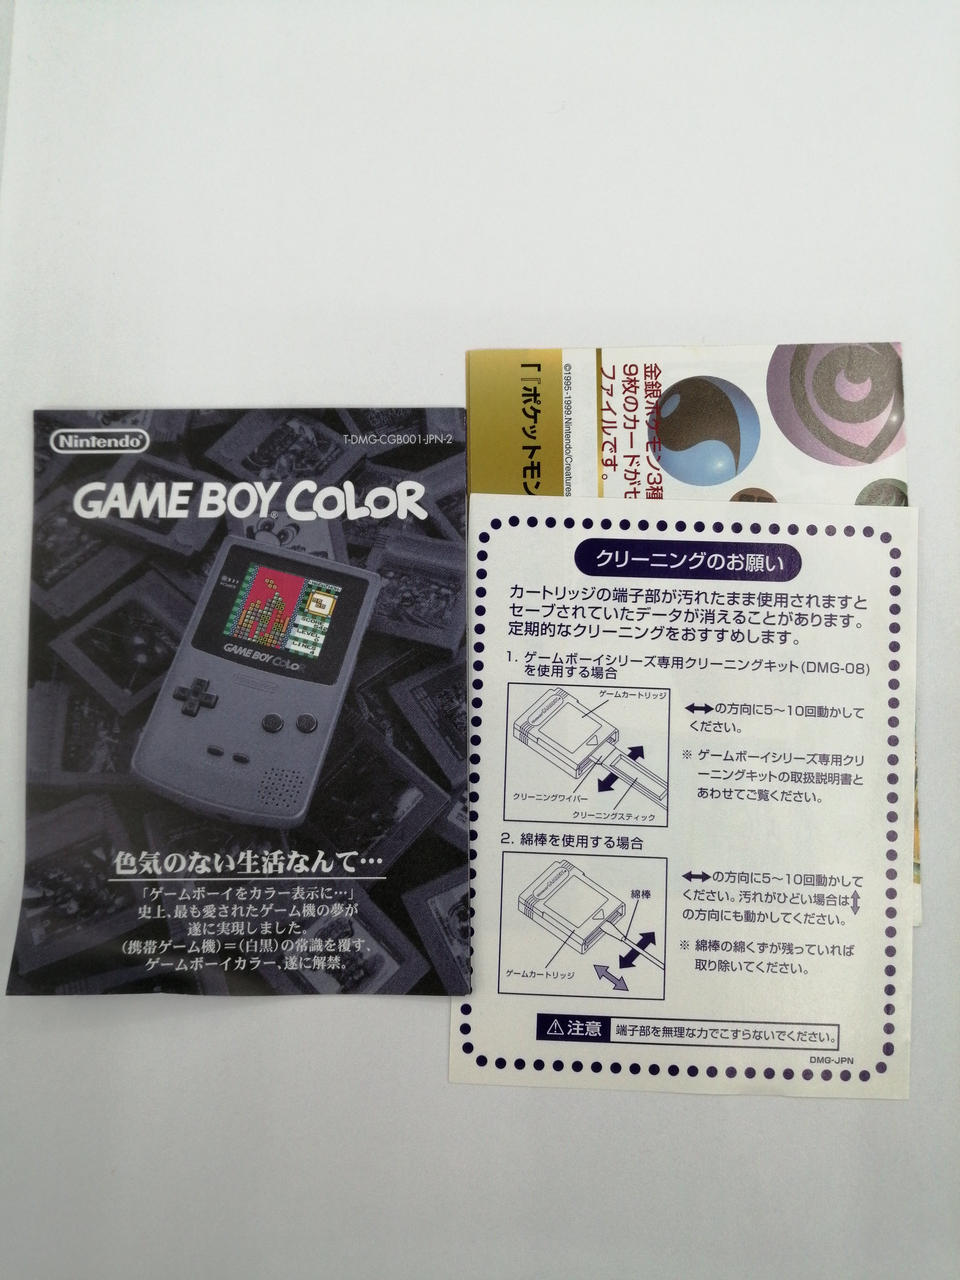 Nintendo
T-DMG-CGB001-JPN-2
GAME BOY COLOR
GAME BOY COLOR
色気のない生活なんて…
「ゲームボーイをカラー表示に…」
史上、最も愛されたゲーム機の夢が
遂に実現しました。
(携帯ゲーム機)=(白黒)の常識を覆す、
ゲームボーイカラー、遂に解禁。
金銀ポケモン3種
9枚のカードがセ
ファイルです。
©1995-1999.Nintendo/Creatures
「『ポケットモン
クリーニングのお願い
カートリッジの端子部が汚れたまま使用されますと
セーブされていたデータが消えることがあります。
定期的なクリーニングをおすすめします。
1. ゲームボーイシリーズ専用クリーニングキット(DMG-08)
を使用する場合
ゲームカートリッジ
クリーニングワイパー
クリーニングスティック
の方向に5〜10回動かして
ください。
※ ゲームボーイシリーズ専用クリ
ーニングキットの取扱説明書と
あわせてご覧ください。
2. 綿棒を使用する場合
綿棒
ゲームカートリッジ
の方向に5〜10回動かして
ください。汚れがひどい場合は
の方向にも動かしてください。
※ 綿棒の綿くずが残っていれば
取り除いてください。
注意 端子部を無理な力でこすらないでください。
DMG-JPN